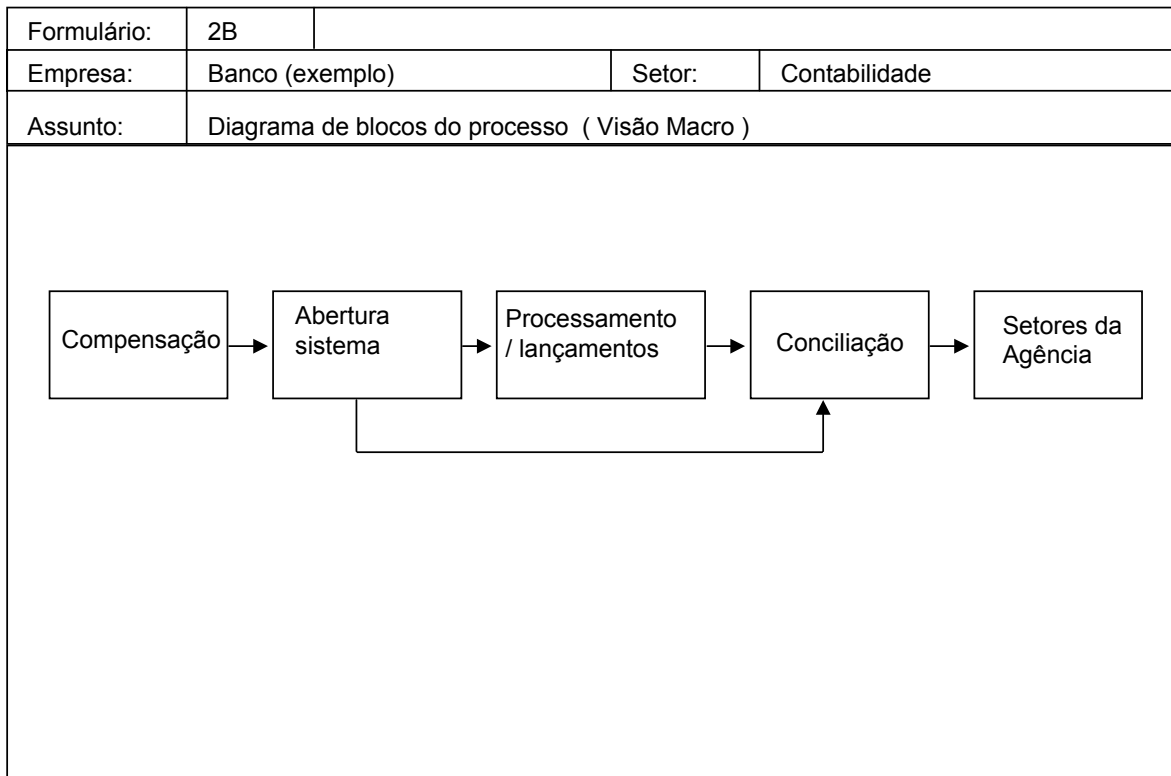 Formulário: 2B
Empresa: Banco (exemplo) Setor: Contabilidade
Assunto: Diagrama de blocos do processo ( Visão Macro )
Compensação
Abertura
sistema
Processamento
/ lançamentos
Conciliação
Setores da
Agência